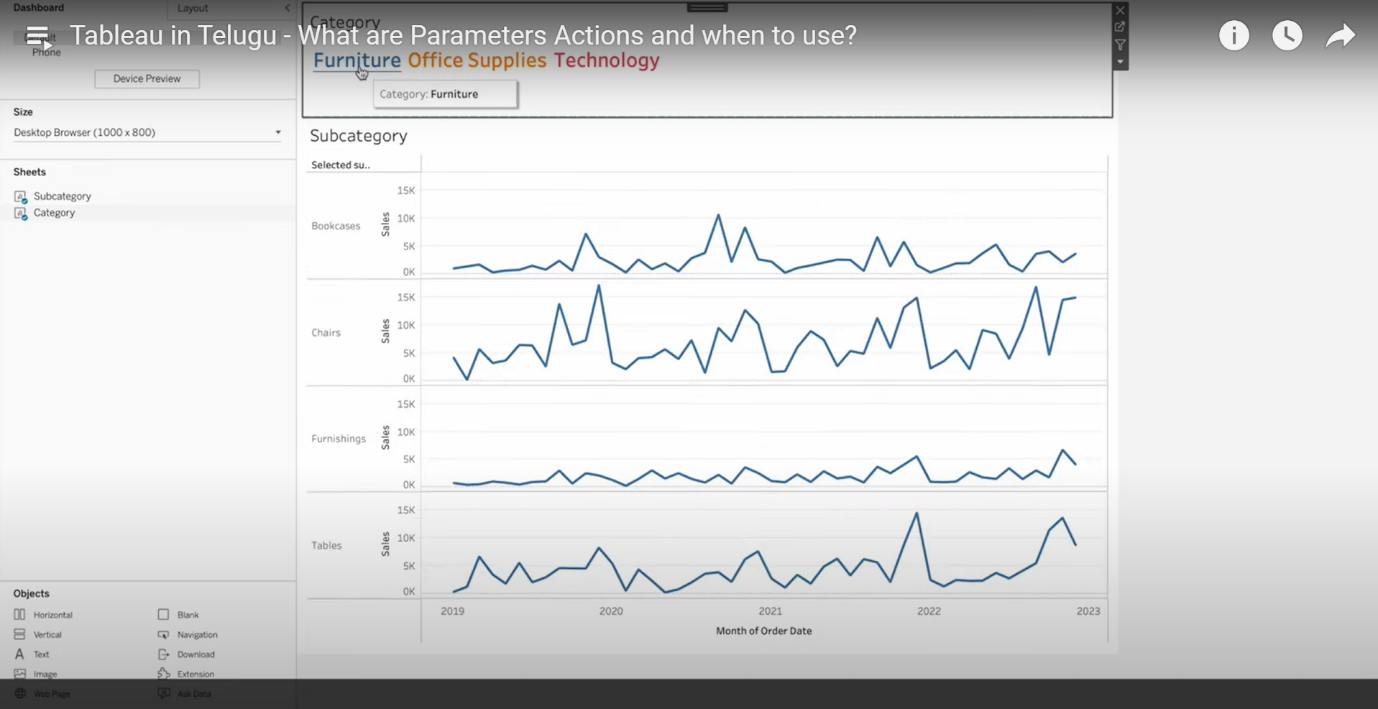 Dashboard
Layout
Default
Phone
Device Preview
Size
Desktop Browser (1000 x 800)
Sheets
Subcategory
Category
Objects
Horizontal
Blank
Vertical
Navigation
Text
Download
Image
Extension
Web Page
Ask Data
Tableau in Telugu - What are Parameters Actions and when to use?
Category
Furniture Office Supplies Technology
Category: Furniture
Subcategory
Selected su..
Bookcases
Sales
15K
10K
5K
0K
Chairs
Sales
15K
10K
5K
0K
Furnishings
Sales
15K
10K
5K
0K
Tables
Sales
15K
10K
5K
0K
2019 2020 2021 2022 2023
Month of Order Date